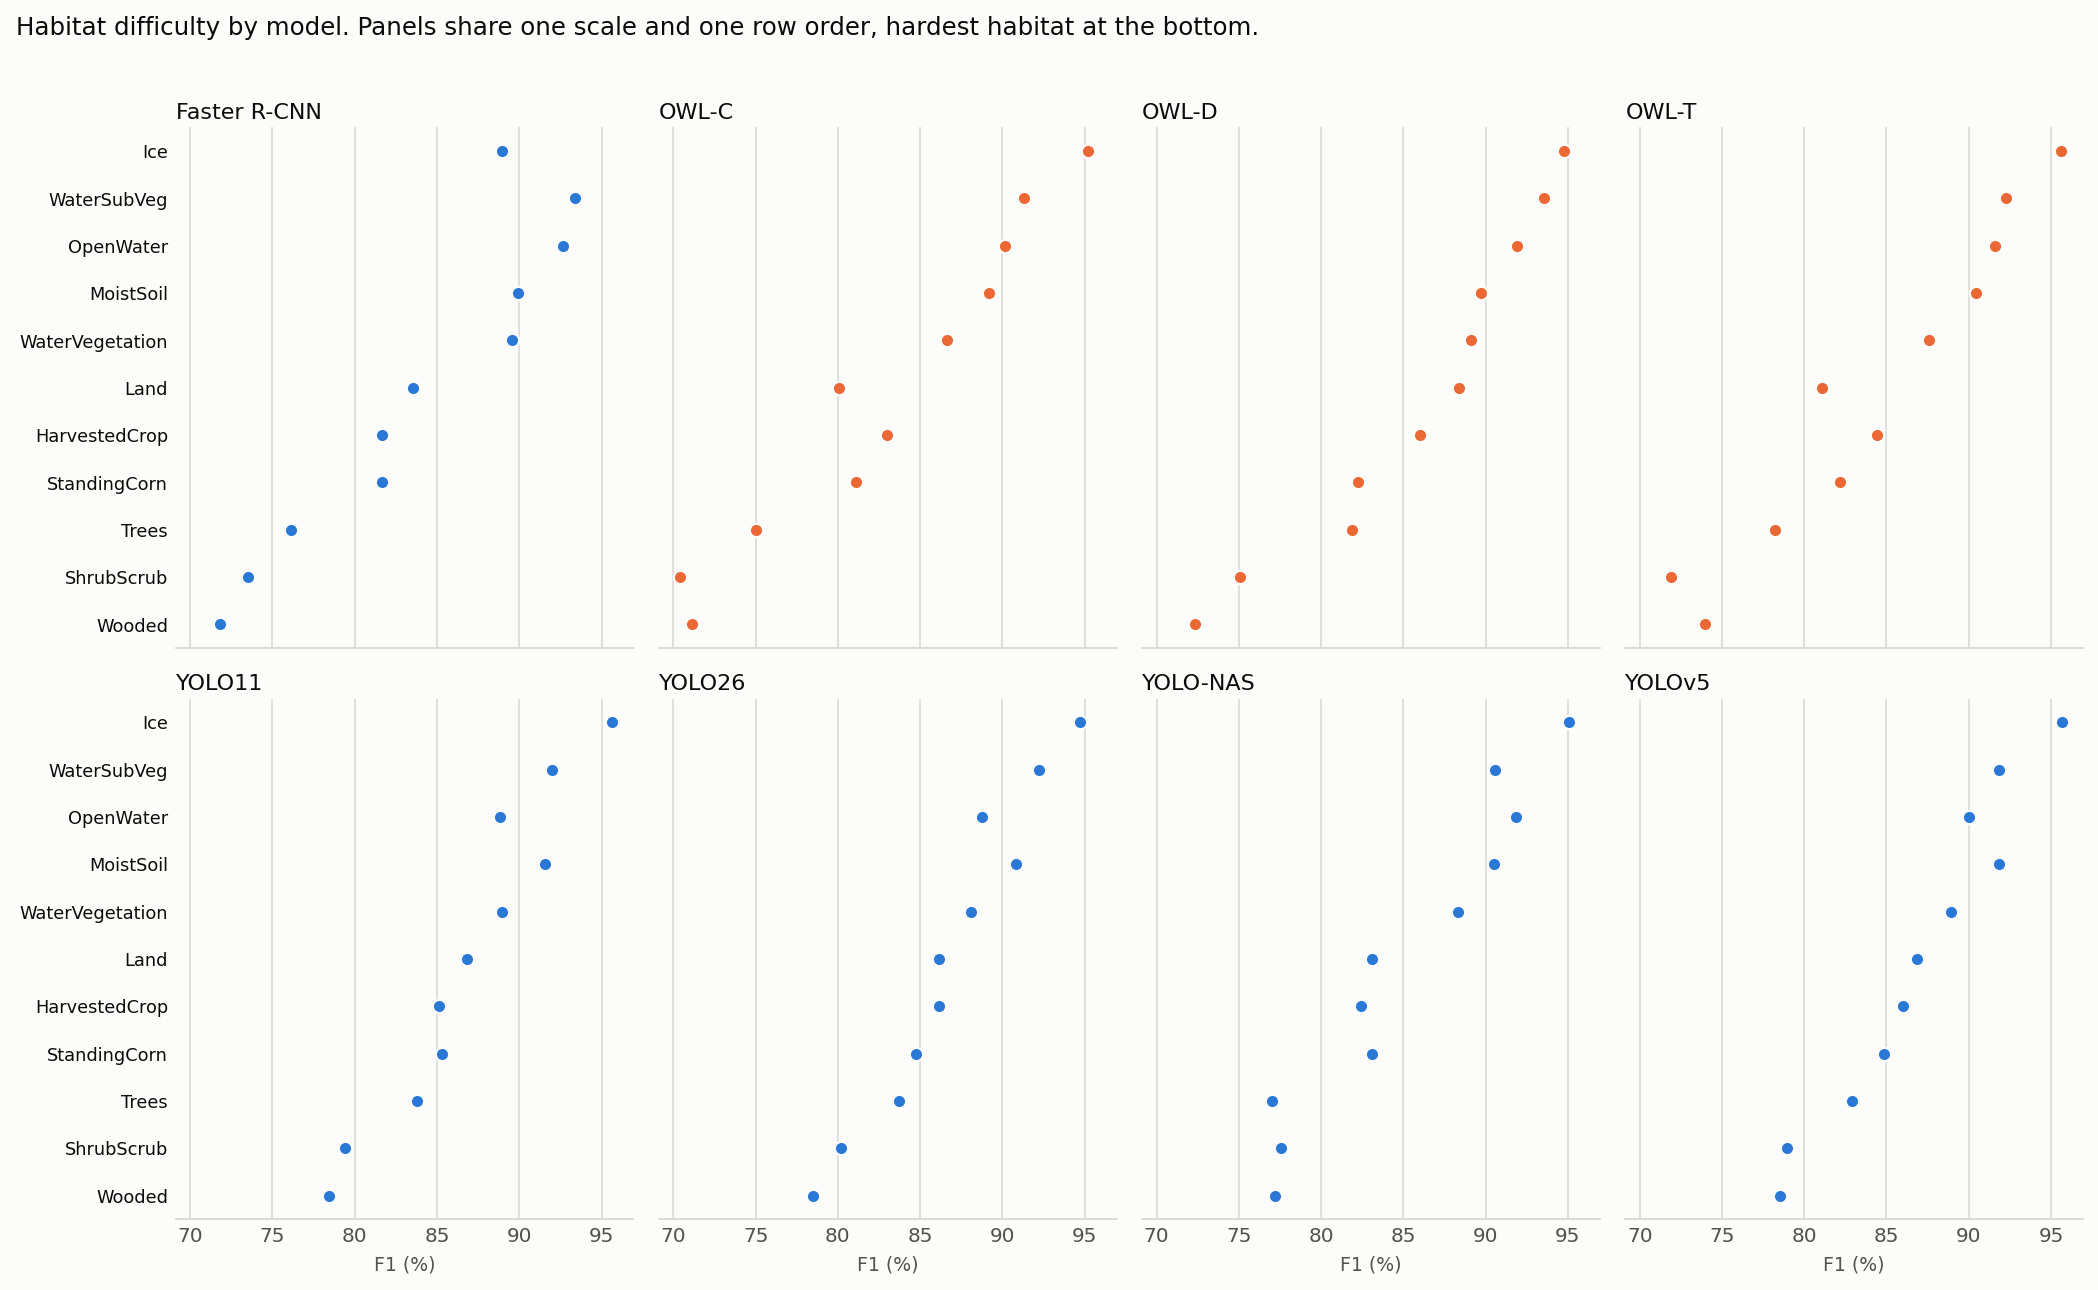 Habitat difficulty by model. Panels share one scale and one row order, hardest habitat at the bottom.
Faster R-CNN
OWL-C
OWL-D
OWL-T
Ice
WaterSubVeg
OpenWater
MoistSoil
WaterVegetation
Land
HarvestedCrop
StandingCorn
Trees
ShrubScrub
Wooded
YOLO11
YOLO26
YOLO-NAS
YOLOv5
Ice
WaterSubVeg
OpenWater
MoistSoil
WaterVegetation
Land
HarvestedCrop
StandingCorn
Trees
ShrubScrub
Wooded
70 75 80 85 90 95
70 75 80 85 90 95
70 75 80 85 90 95
70 75 80 85 90 95
F1 (%)
F1 (%)
F1 (%)
F1 (%)